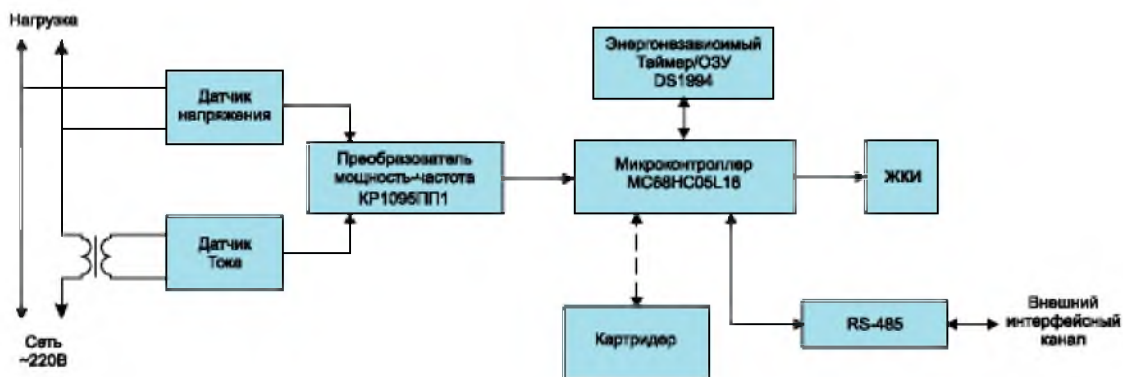 Нагрузка
Датчик
напряжения
Преобразователь
мощность-частота
КР1095ПП1
Энергонезависимый
Таймер/ОЗУ
DS1994
Микроконтроллер
MC68HC05L16
ЖКИ
Датчик
Тока
Сеть
~220В
Картридер
RS-485
Внешний
интерфейсный
канал